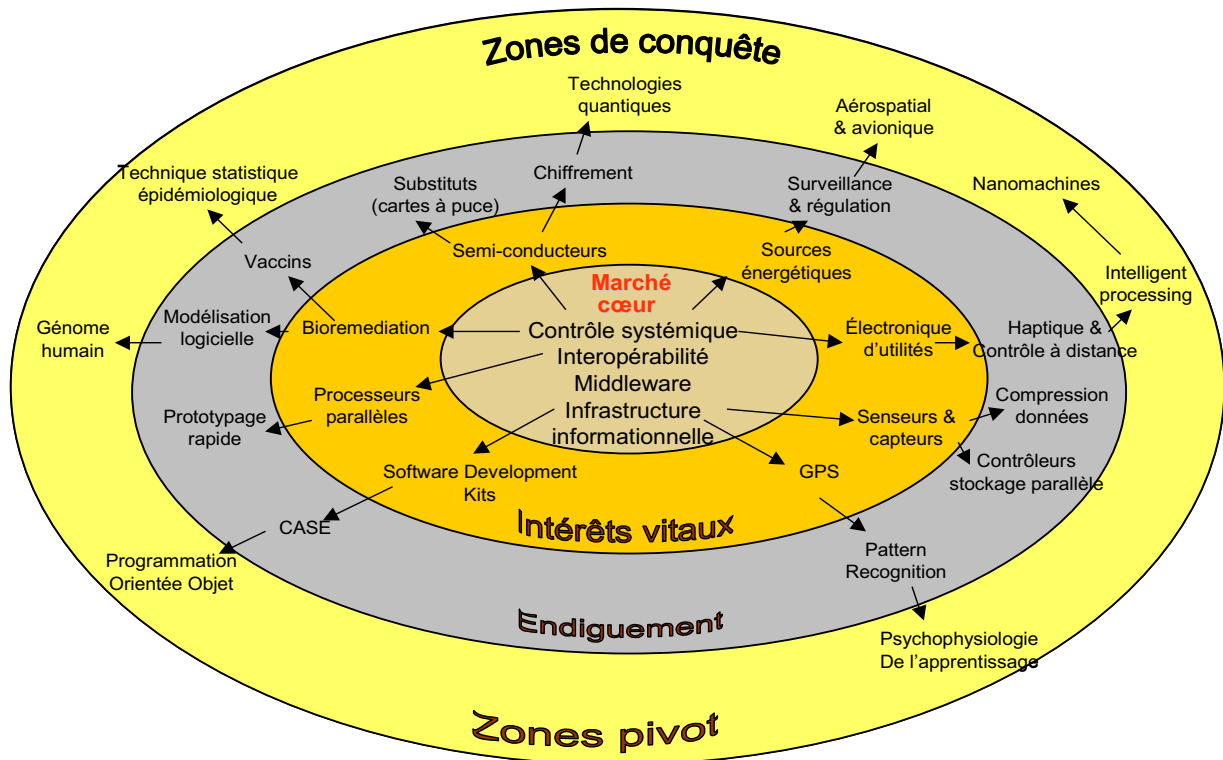 Zones de conquête
Technologies
quantiques
Aérospatial
& avionique
Technique statistique
épidémiologique
Substituts
(cartes à puce)
Chiffrement
Surveillance
& régulation
Nanomachines
Semi-conducteurs
Sources
énergétiques
Vaccins
Intelligent
processing
Marché
cœur
Génome
humain
Modélisation
logicielle
Bioremediation
Contrôle systémique
Interopérabilité
Middleware
Infrastructure
informationnelle
Électronique
d'utilités
Haptique &
Contrôle à distance
Processeurs
parallèles
Prototypage
rapide
Senseurs &
capteurs
Compression
données
Software Development
Kits
GPS
Contrôleurs
stockage parallèle
CASE
Intérêts vitaux
Programmation
Orientée Objet
Pattern
Recognition
Endiguement
Psychophysiologie
De l'apprentissage
Zones pivot